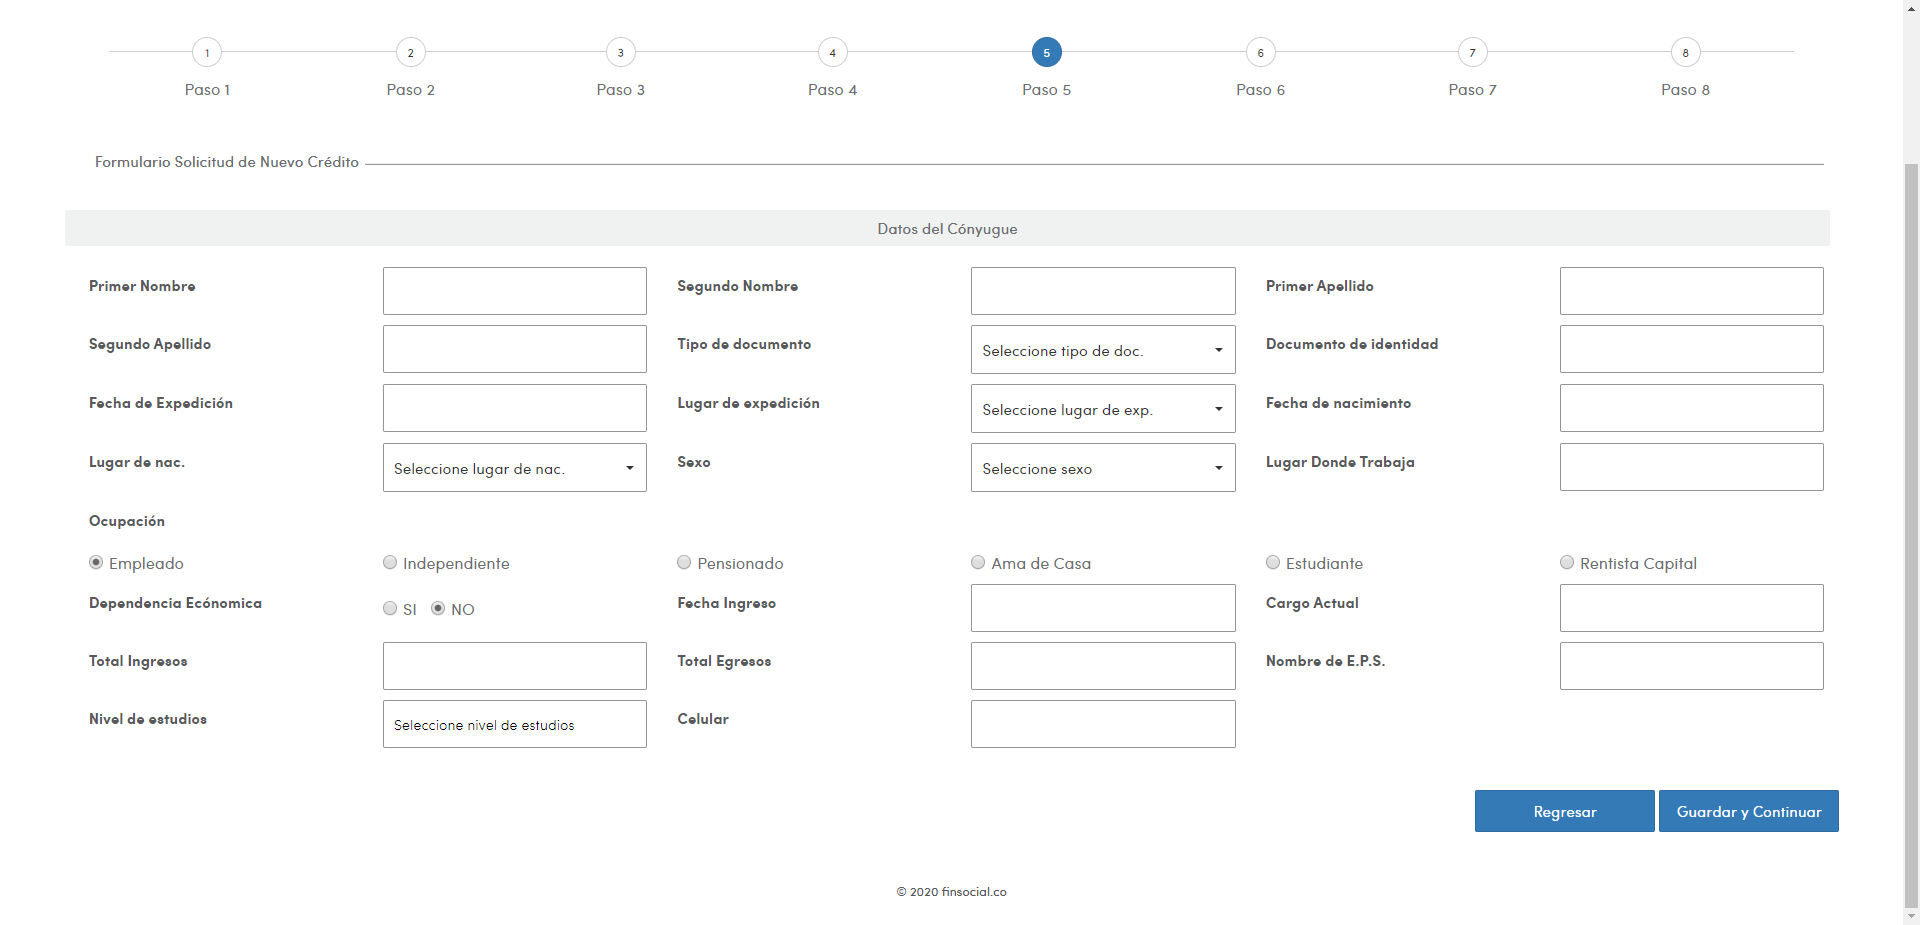 1 2 3 4 5 6 7 8
Paso 1 Paso 2 Paso 3 Paso 4 Paso 5 Paso 6 Paso 7 Paso 8
Formulario Solicitud de Nuevo Crédito
Datos del Cónyugue
Primer Nombre Segundo Nombre Primer Apellido
Segundo Apellido Tipo de documento Seleccione tipo de doc. Documento de identidad
Fecha de Expedición Lugar de expedición Seleccione lugar de exp. Fecha de nacimiento
Lugar de nac. Seleccione lugar de nac. Sexo Seleccione sexo Lugar Donde Trabaja
Ocupación
Empleado Independiente Pensionado Ama de Casa Estudiante Rentista Capital
Dependencia Ecónomica SI NO Fecha Ingreso Cargo Actual
Total Ingresos Total Egresos Nombre de E.P.S.
Nivel de estudios Seleccione nivel de estudios Celular
Regresar Guardar y Continuar
© 2020 finsocial.co